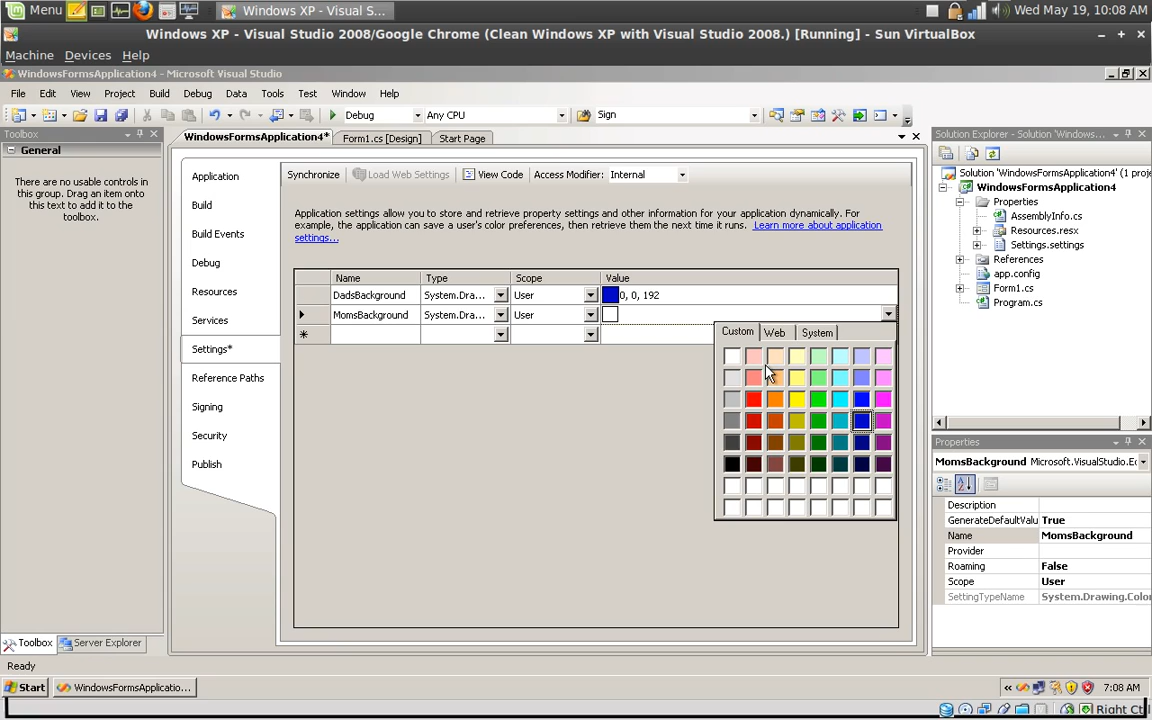 Menu
Windows XP - Visual S...
Wed May 19, 10:08 AM
Windows XP - Visual Studio 2008/Google Chrome (Clean Windows XP with Visual Studio 2008.) [Running] - Sun VirtualBox
Machine Devices Help
WindowsFormsApplication4 - Microsoft Visual Studio
File Edit View Project Build Debug Data Tools Test Window Help
Debug Any CPU Sign
Toolbox
General
There are no usable controls in
this group. Drag an item onto
this text to add it to the
toolbox.
WindowsFormsApplication4* Form1.cs [Design] Start Page
Application
Build
Build Events
Debug
Resources
Services
Settings*
Reference Paths
Signing
Security
Publish
Synchronize Load Web Settings View Code Access Modifier: Internal
Application settings allow you to store and retrieve property settings and other information for your application dynamically. For
example, the application can save a user's color preferences, then retrieve them the next time it runs. Learn more about application
settings...
Name Type Scope Value
DadsBackground System.Dra... User 0, 0, 192
MomsBackground System.Dra... User
Custom Web System
Solution Explorer - Solution 'Windows...
Solution 'WindowsFormsApplication4' (1 proj
WindowsFormsApplication4
Properties
AssemblyInfo.cs
Resources.resx
Settings.settings
References
app.config
Form1.cs
Program.cs
Properties
MomsBackground Microsoft.VisualStudio.Ec
Description
GenerateDefaultValu True
Name MomsBackground
Provider
Roaming False
Scope User
SettingTypeName System.Drawing.Colo
Toolbox Server Explorer
Ready
Start WindowsFormsApplicatio... 7:08 AM
Right Ctrl